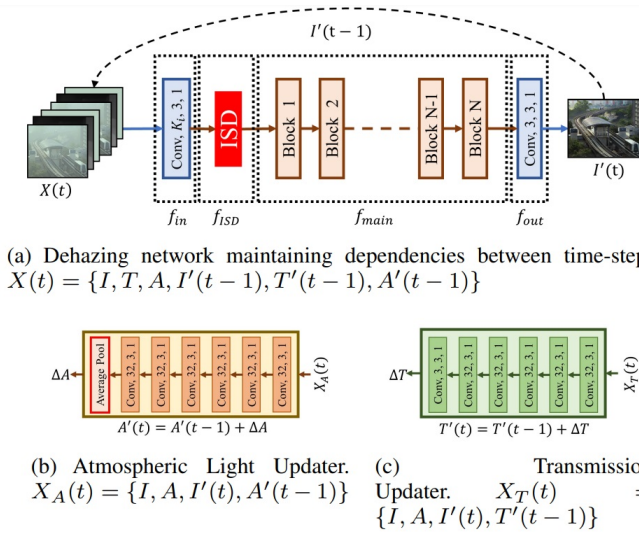 I'(t−1)
Conv, K_i, 3, 1
ISD
Block 1
Block 2
Block N-1
Block N
Conv, 3, 3, 1
X(t)
I'(t)
f_in
f_ISD
f_main
f_out
(a) Dehazing network maintaining dependencies between time-step
X(t) = {I, T, A, I'(t − 1), T'(t − 1), A'(t − 1)}
ΔA
Average Pool
Conv, 32, 3, 1
Conv, 32, 3, 1
Conv, 32, 3, 1
Conv, 32, 3, 1
Conv, 32, 3, 1
Conv, 32, 3, 1
X_A(t)
A'(t) = A'(t − 1) + ΔA
ΔT
Conv, 3, 3, 1
Conv, 32, 3, 1
Conv, 32, 3, 1
Conv, 32, 3, 1
Conv, 32, 3, 1
Conv, 32, 3, 1
X_T(t)
T'(t) = T'(t − 1) + ΔT
(b) Atmospheric Light Updater.
X_A(t) = {I, A, I'(t), A'(t − 1)}
(c) Transmissio
Updater. X_T(t) =
{I, A, I'(t), T'(t − 1)}